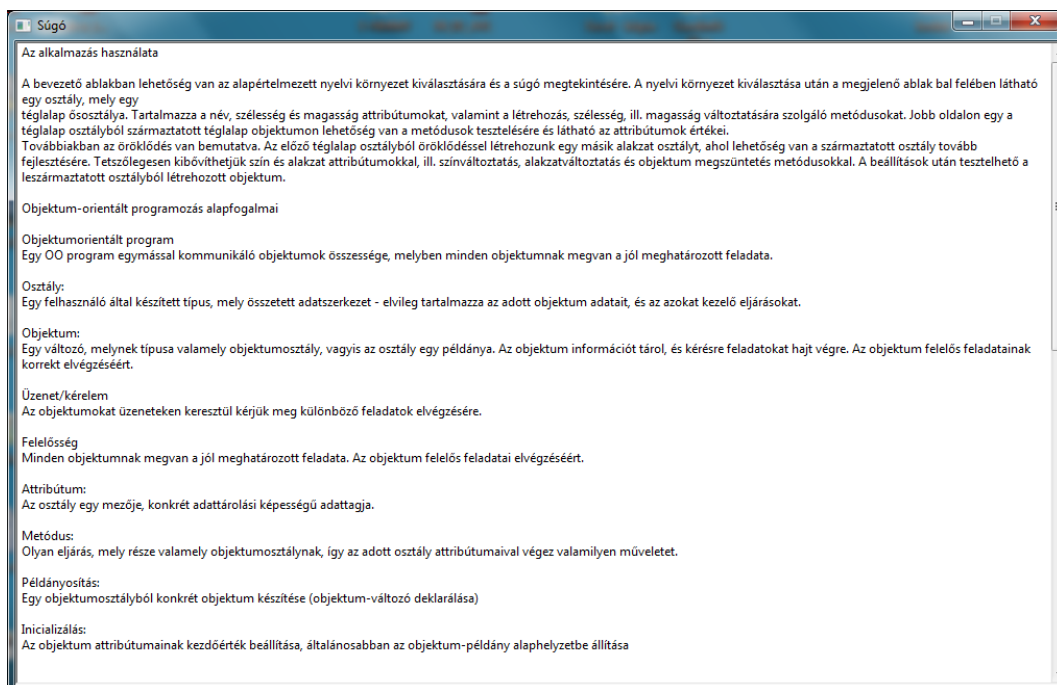 Súgó
Az alkalmazás használata
A bevezető ablakban lehetőség van az alapértelmezett nyelvi környezet kiválasztására és a súgó megtekintésére. A nyelvi környezet kiválasztása után a megjelenő ablak bal felében látható
egy osztály, mely egy
téglalap ősosztálya. Tartalmazza a név, szélesség és magasság attribútumokat, valamint a létrehozás, szélesség, ill. magasság változtatására szolgáló metódusokat. Jobb oldalon egy a
téglalap osztályból származtatott téglalap objektumon lehetőség van a metódusok tesztelésére és látható az attribútumok értékei.
Továbbiakban az öröklődés van bemutatva. Az előző téglalap osztályból öröklődéssel létrehozunk egy másik alakzat osztályt, ahol lehetőség van a származtatott osztály tovább
fejlesztésére. Tetszőlegesen kibővíthetjük szín és alakzat attribútumokkal, ill. színváltoztatás, alakzatváltoztatás és objektum megszüntetés metódusokkal. A beállítások után tesztelhető a
leszármaztatott osztályból létrehozott objektum.
Objektum-orientált programozás alapfogalmai
Objektumorientált program
Egy OO program egymással kommunikáló objektumok összessége, melyben minden objektumnak megvan a jól meghatározott feladata.
Osztály:
Egy felhasználó által készített típus, mely összetett adatszerkezet - elvileg tartalmazza az adott objektum adatait, és az azokat kezelő eljárásokat.
Objektum:
Egy változó, melynek típusa valamely objektumosztály, vagyis az osztály egy példánya. Az objektum információt tárol, és kérésre feladatokat hajt végre. Az objektum felelős feladatainak
korrekt elvégzéséért.
Üzenet/kérelem
Az objektumokat üzeneteken keresztül kérjük meg különböző feladatok elvégzésére.
Felelősség
Minden objektumnak megvan a jól meghatározott feladata. Az objektum felelős feladatai elvégzéséért.
Attribútum:
Az osztály egy mezője, konkrét adattárolási képességű adattagja.
Metódus:
Olyan eljárás, mely része valamely objektumosztálynak, így az adott osztály attribútumaival végez valamilyen műveletet.
Példányosítás:
Egy objektumosztályból konkrét objektum készítése (objektum-változó deklarálása)
Inicializálás:
Az objektum attribútumainak kezdőérték beállítása, általánosabban az objektum-példány alaphelyzetbe állítása